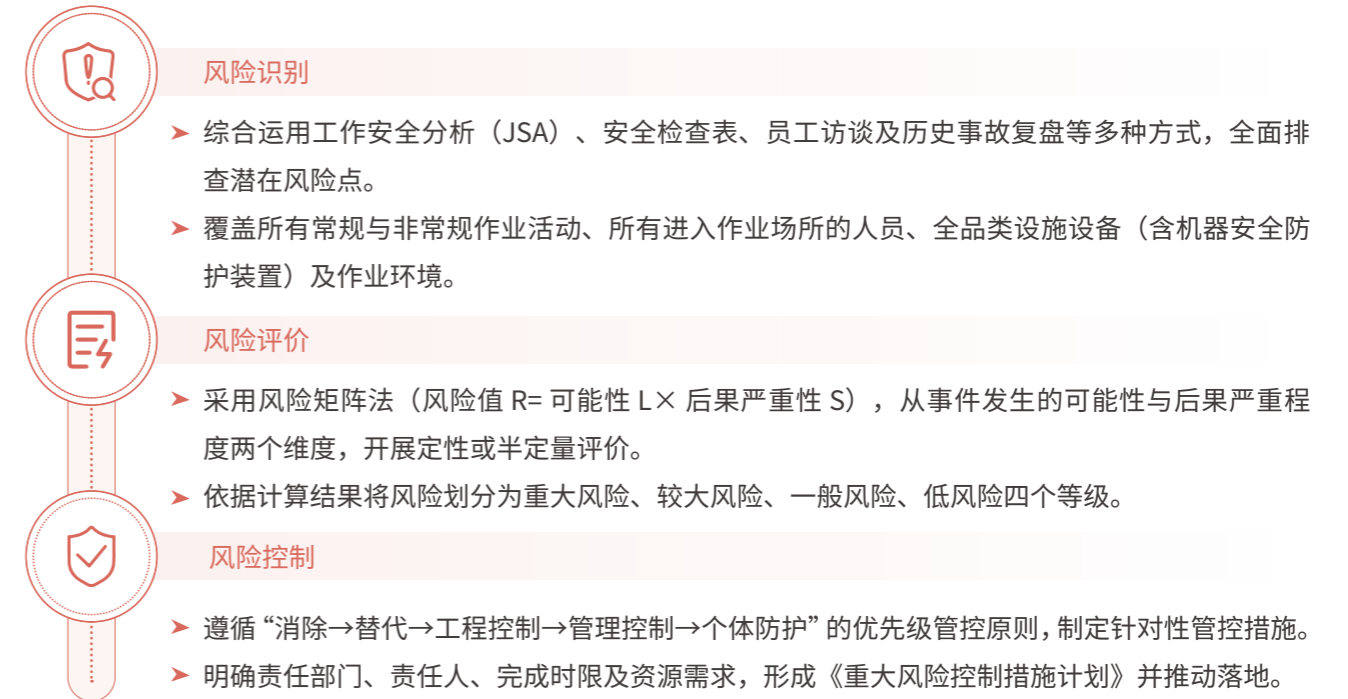 风险识别
综合运用工作安全分析（JSA）、安全检查表、员工访谈及历史事故复盘等多种方式，全面排
查潜在风险点。
覆盖所有常规与非常规作业活动、所有进入作业场所的人员、全品类设施设备（含机器安全防
护装置）及作业环境。
风险评价
采用风险矩阵法（风险值 R= 可能性 L× 后果严重性 S），从事件发生的可能性与后果严重程
度两个维度，开展定性或半定量评价。
依据计算结果将风险划分为重大风险、较大风险、一般风险、低风险四个等级。
风险控制
遵循“消除→替代→工程控制→管理控制→个体防护”的优先级管控原则，制定针对性管控措施。
明确责任部门、责任人、完成时限及资源需求，形成《重大风险控制措施计划》并推动落地。